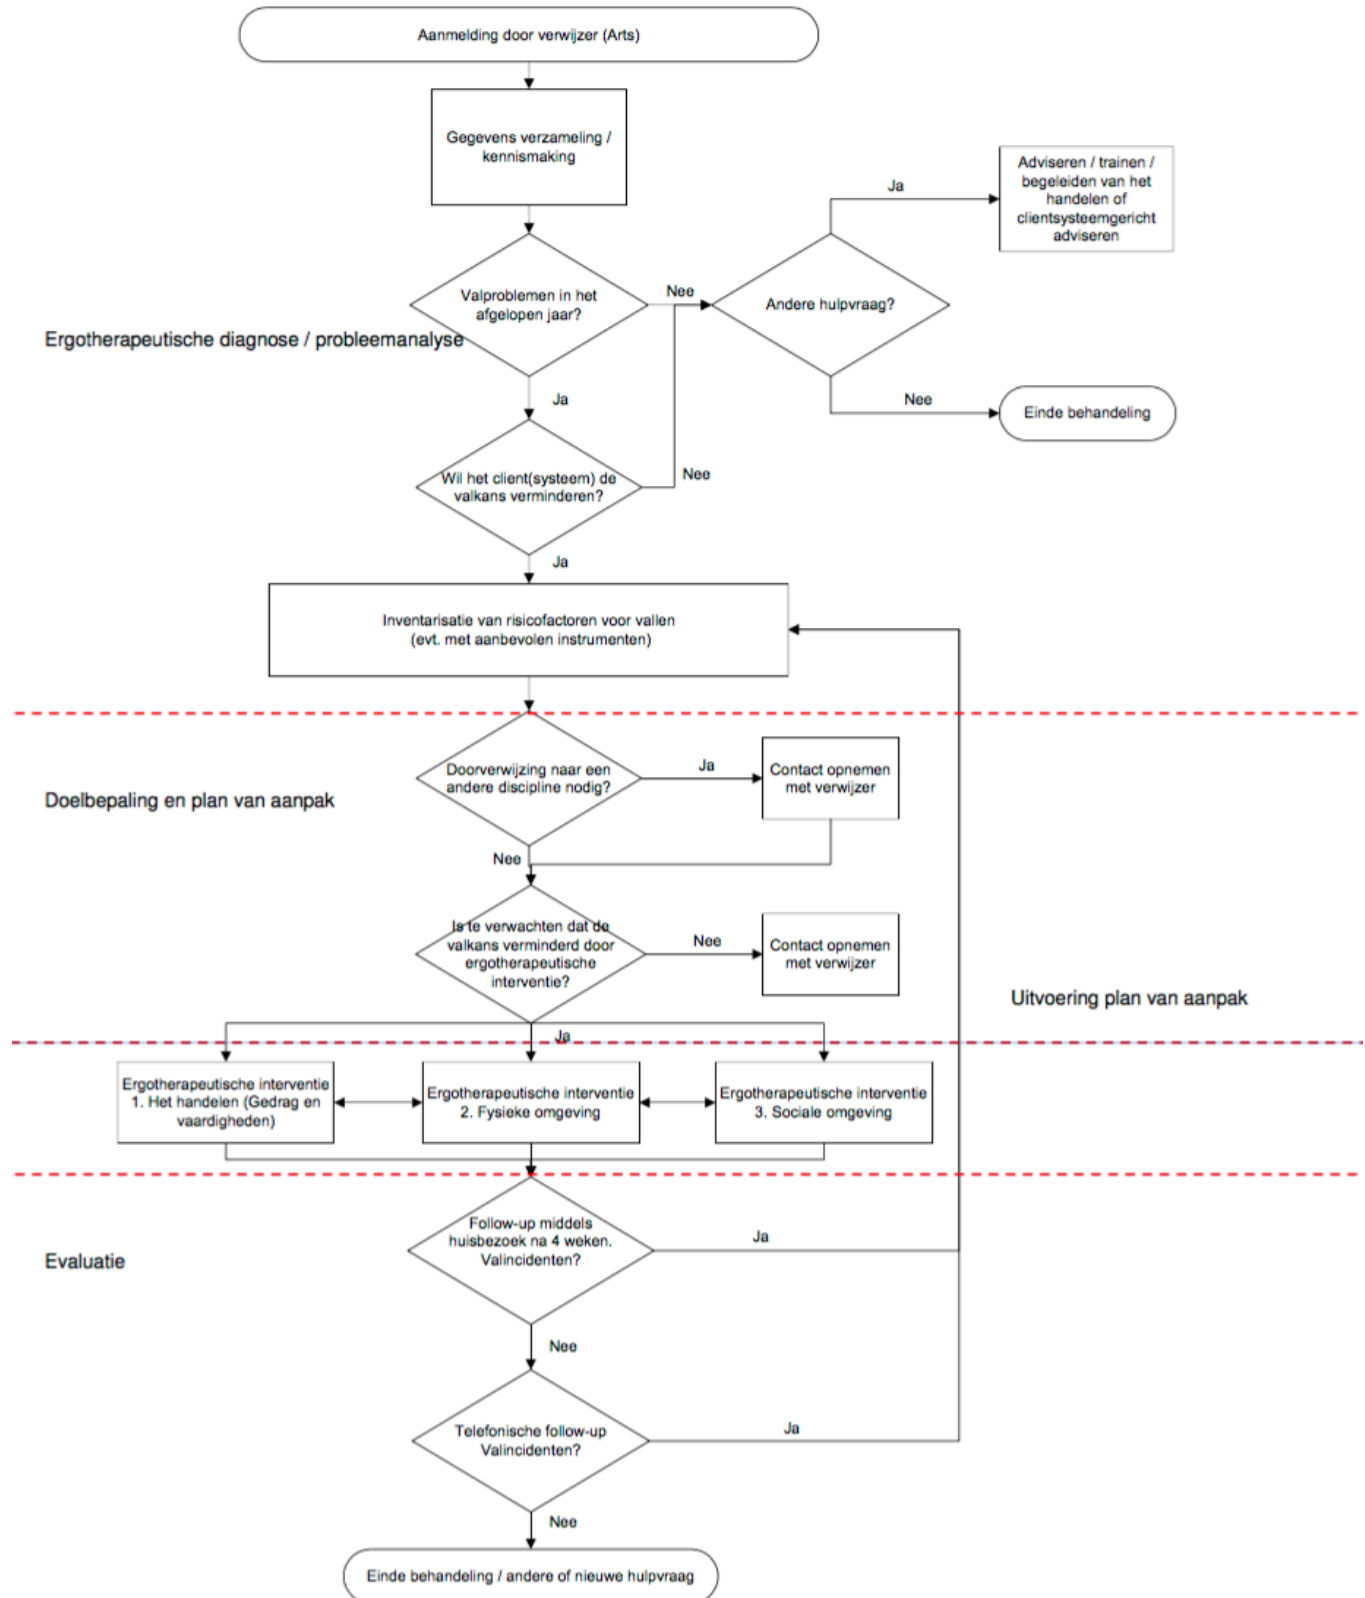 Aanmelding door verwijzer (Arts)
Gegevens verzameling /
kennismaking
Adviseren / trainen /
begeleiden van het
handelen of
clientsysteemgericht
adviseren
Ja
Valproblemen in het
afgelopen jaar?
Nee
Andere hulpvraag?
Ergotherapeutische diagnose / probleemanalyse
Ja
Nee
Einde behandeling
Wil het client(systeem) de
valkans verminderen?
Nee
Ja
Inventarisatie van risicofactoren voor vallen
(evt. met aanbevolen instrumenten)
Doorverwijzing naar een
andere discipline nodig?
Ja
Contact opnemen
met verwijzer
Doelbepaling en plan van aanpak
Nee
Is te verwachten dat de
valkans verminderd door
ergotherapeutische
interventie?
Nee
Contact opnemen
met verwijzer
Uitvoering plan van aanpak
Ja
Ergotherapeutische interventie
1. Het handelen (Gedrag en
vaardigheden)
Ergotherapeutische interventie
2. Fysieke omgeving
Ergotherapeutische interventie
3. Sociale omgeving
Follow-up middels
huisbezoek na 4 weken.
Valincidenten?
Ja
Evaluatie
Nee
Telefonische follow-up
Valincidenten?
Ja
Nee
Einde behandeling / andere of nieuwe hulpvraag